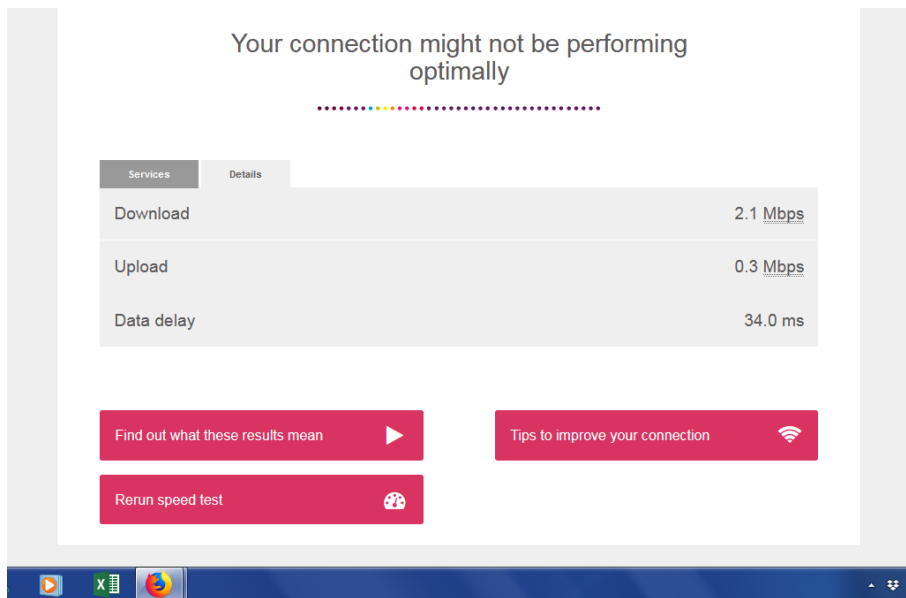 Your connection might not be performing
optimally
Services Details
Download 2.1 Mbps
Upload 0.3 Mbps
Data delay 34.0 ms
Find out what these results mean
Tips to improve your connection
Rerun speed test